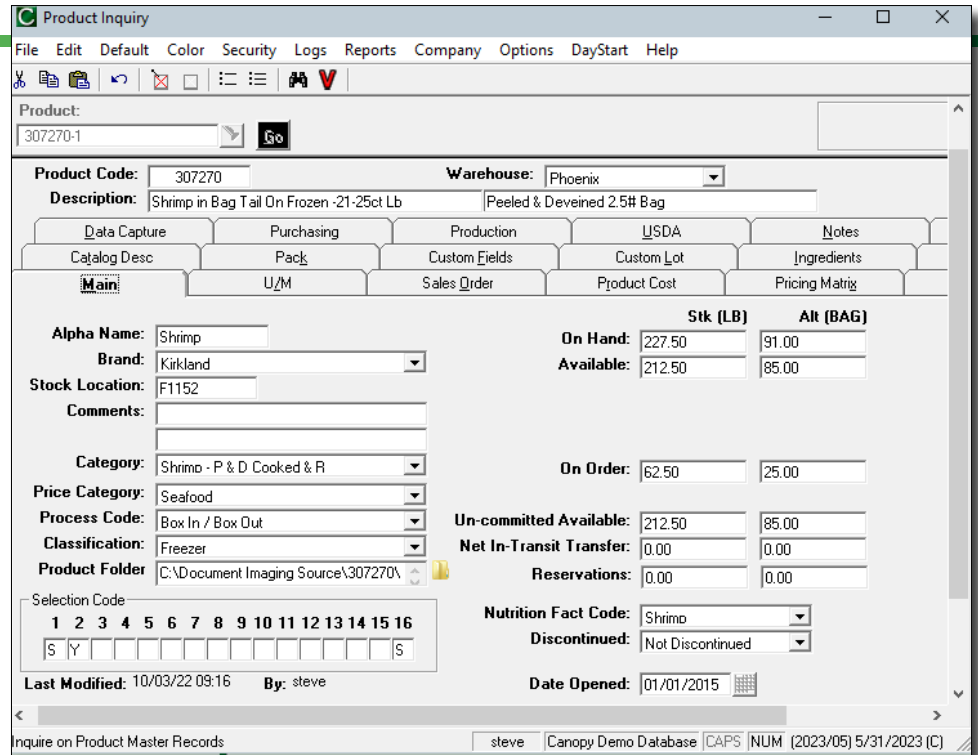 Product Inquiry
File Edit Default Color Security Logs Reports Company Options DayStart Help
Product:
307270-1 Go
Product Code: 307270 Warehouse: Phoenix
Description: Shrimp in Bag Tail On Frozen -21-25ct Lb Peeled & Deveined 2.5# Bag
Data Capture Purchasing Production USDA Notes
Catalog Desc Pack Custom Fields Custom Lot Ingredients
Main U/M Sales Order Product Cost Pricing Matrix
Stk (LB) Alt (BAG)
Alpha Name: Shrimp On Hand: 227.50 91.00
Brand: Kirkland Available: 212.50 85.00
Stock Location: F1152
Comments:
Category: Shrimp - P & D Cooked & R On Order: 62.50 25.00
Price Category: Seafood
Process Code: Box In / Box Out Un-committed Available: 212.50 85.00
Classification: Freezer Net In-Transit Transfer: 0.00 0.00
Product Folder C:\Document Imaging Source\307270\ Reservations: 0.00 0.00
Selection Code
1 2 3 4 5 6 7 8 9 10 11 12 13 14 15 16 Nutrition Fact Code: Shrimp
S Y S Discontinued: Not Discontinued
Last Modified: 10/03/22 09:16 By: steve Date Opened: 01/01/2015
Inquire on Product Master Records steve Canopy Demo Database CAPS NUM (2023/05) 5/31/2023 (C)